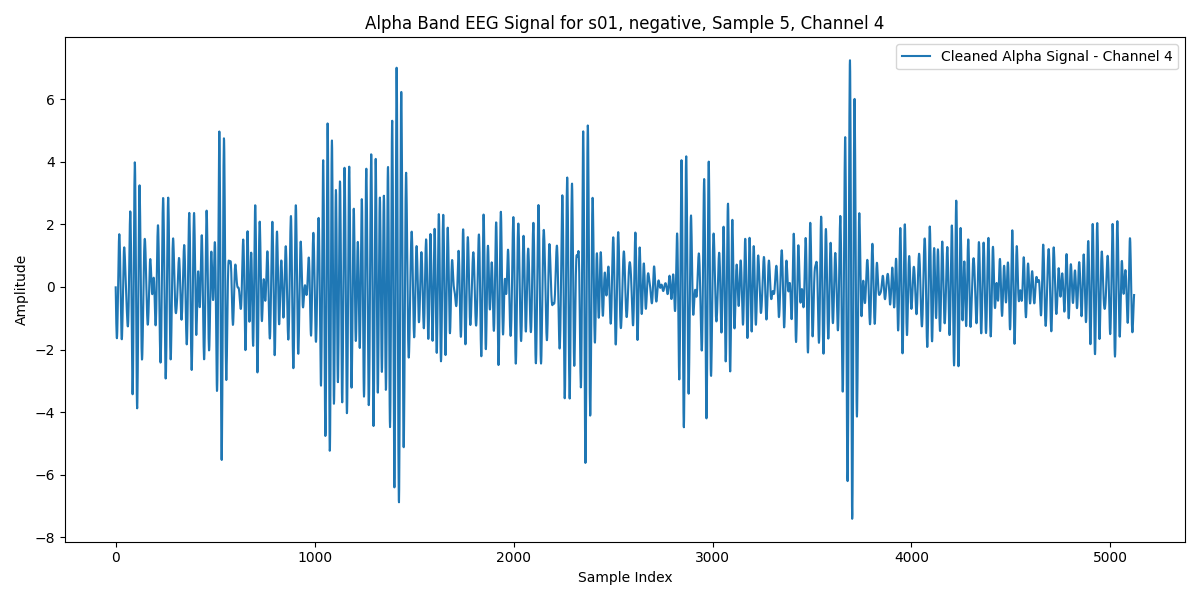 Alpha Band EEG Signal for s01, negative, Sample 5, Channel 4
Cleaned Alpha Signal - Channel 4
Amplitude
6
4
2
0
−2
−4
−6
−8
0 1000 2000 3000 4000 5000
Sample Index